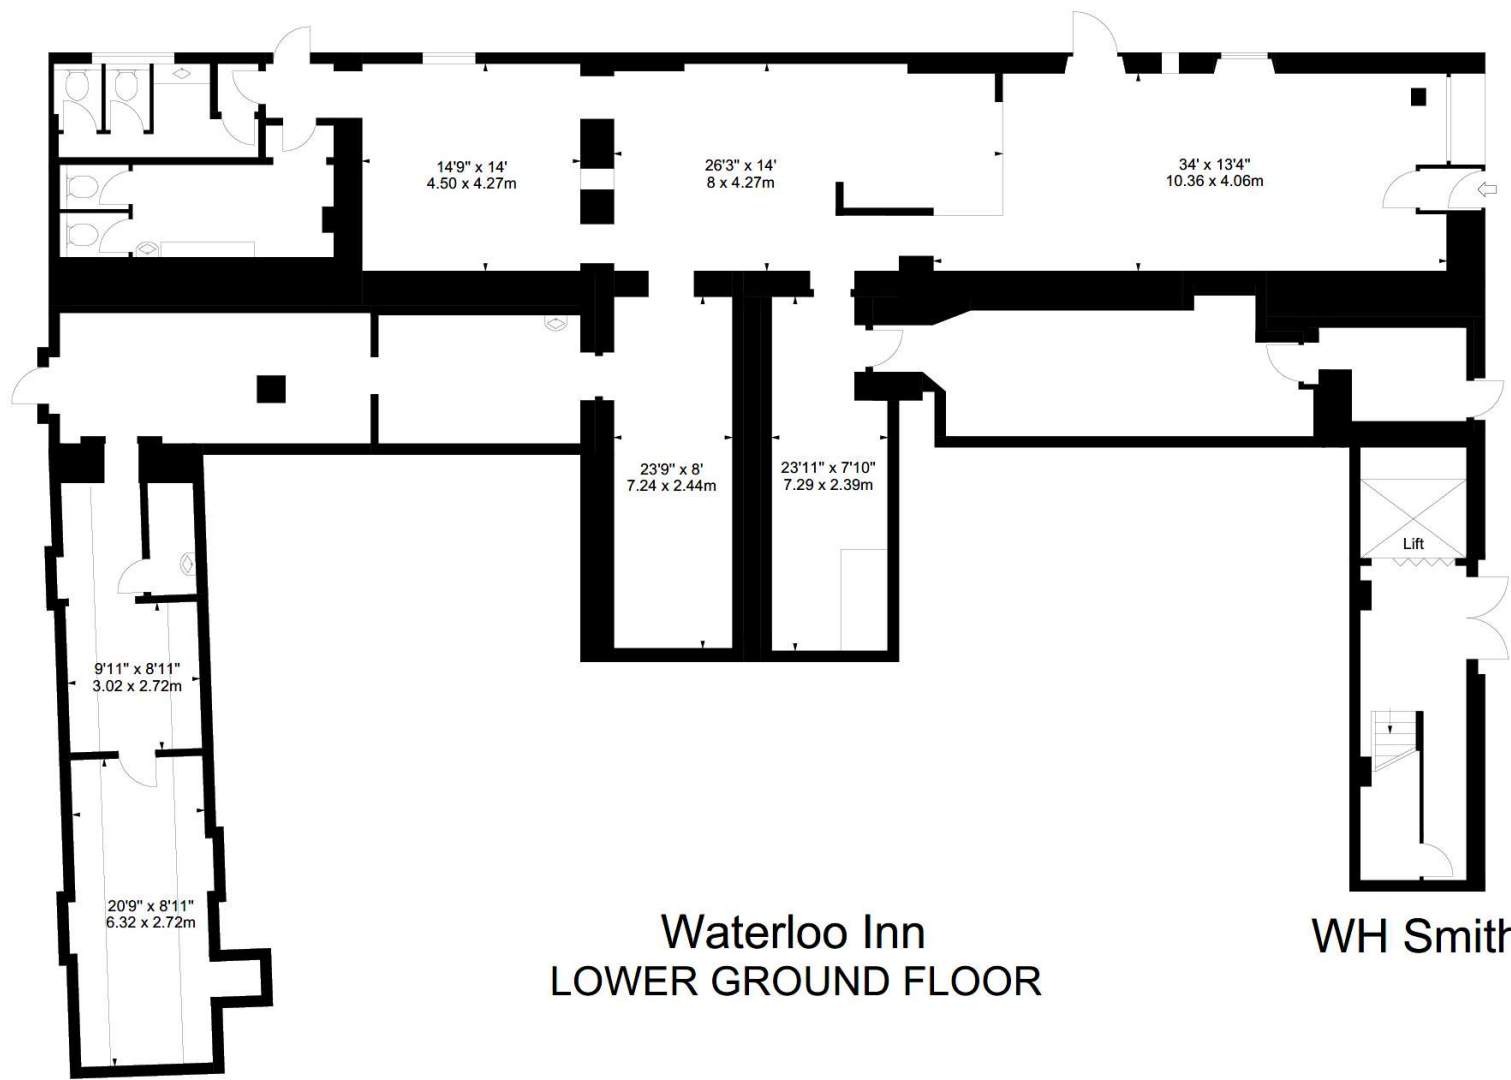 14'9" x 14'
4.50 x 4.27m
26'3" x 14'
8 x 4.27m
34' x 13'4"
10.36 x 4.06m
23'9" x 8'
7.24 x 2.44m
23'11" x 7'10"
7.29 x 2.39m
Lift
9'11" x 8'11"
3.02 x 2.72m
20'9" x 8'11"
6.32 x 2.72m
Waterloo Inn
LOWER GROUND FLOOR
WH Smith